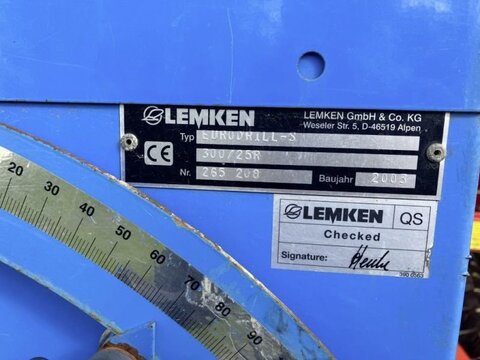 LEMKEN
LEMKEN GmbH & Co. KG
Weseler Str. 5, D-46519 Alpen
Typ EURODRILL-S
CE 300/25R
Nr. 265 208 Baujahr 2003
LEMKEN QS
Checked
Signature:
20 30 40 50 60 70 80 90